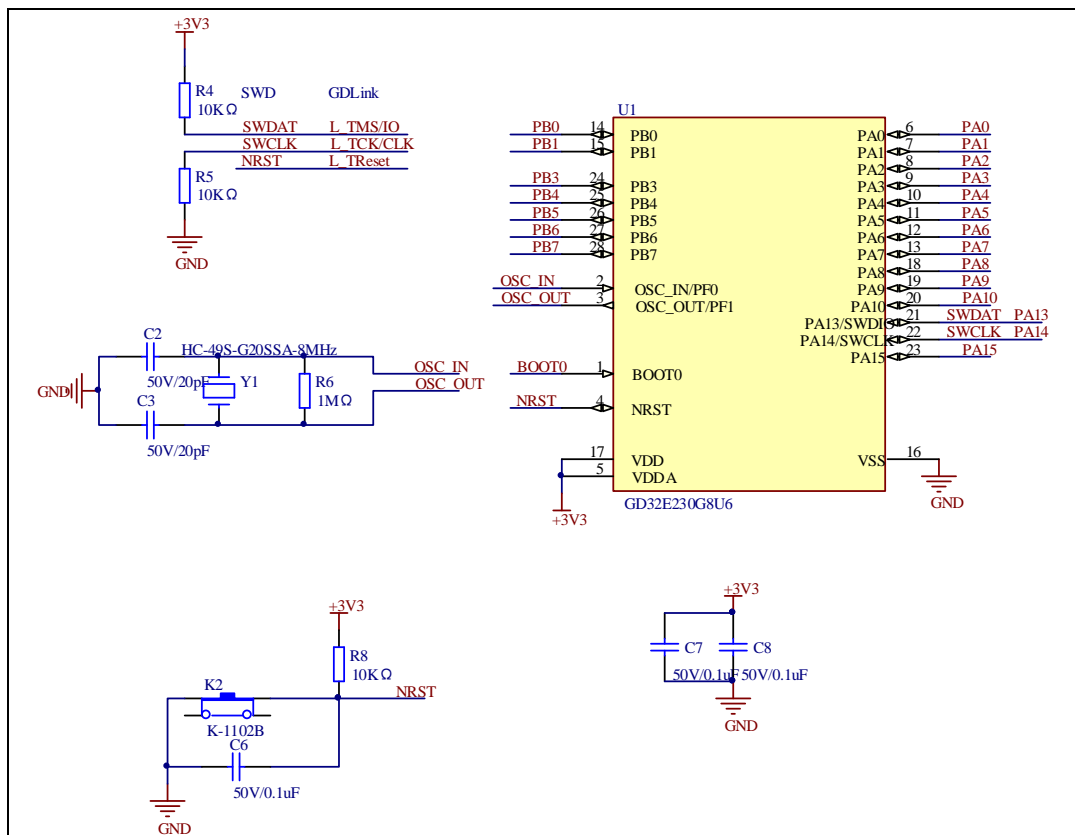 +3V3
R4
10KΩ
SWD GDLink
SWDAT L_TMS/IO
SWCLK L_TCK/CLK
NRST L_TReset
R5
10KΩ
GND
C2
HC-49S-G20SSA-8MHz
50V/20pF
Y1
R6
1MΩ
OSC_IN
OSC_OUT
GND
C3
50V/20pF
U1
PB0 14 PB0
PB1 15 PB1
PB3 24 PB3
PB4 25 PB4
PB5 26 PB5
PB6 27 PB6
PB7 28 PB7
OSC_IN 2 OSC_IN/PF0
OSC_OUT 3 OSC_OUT/PF1
BOOT0 1 BOOT0
NRST 4 NRST
17 VDD
5 VDDA
+3V3
PA0 6 PA0
PA1 7 PA1
PA2 8 PA2
PA3 9 PA3
PA4 10 PA4
PA5 11 PA5
PA6 12 PA6
PA7 13 PA7
PA8 18 PA8
PA9 19 PA9
PA10 20 PA10
PA13/SWDIO 21 SWDAT PA13
PA14/SWCLK 22 SWCLK PA14
PA15 23 PA15
VSS 16
GND
GD32E230G8U6
+3V3
R8
10KΩ
K2
NRST
K-1102B
C6
50V/0.1uF
GND
+3V3
C7 C8
50V/0.1uF 50V/0.1uF
GND